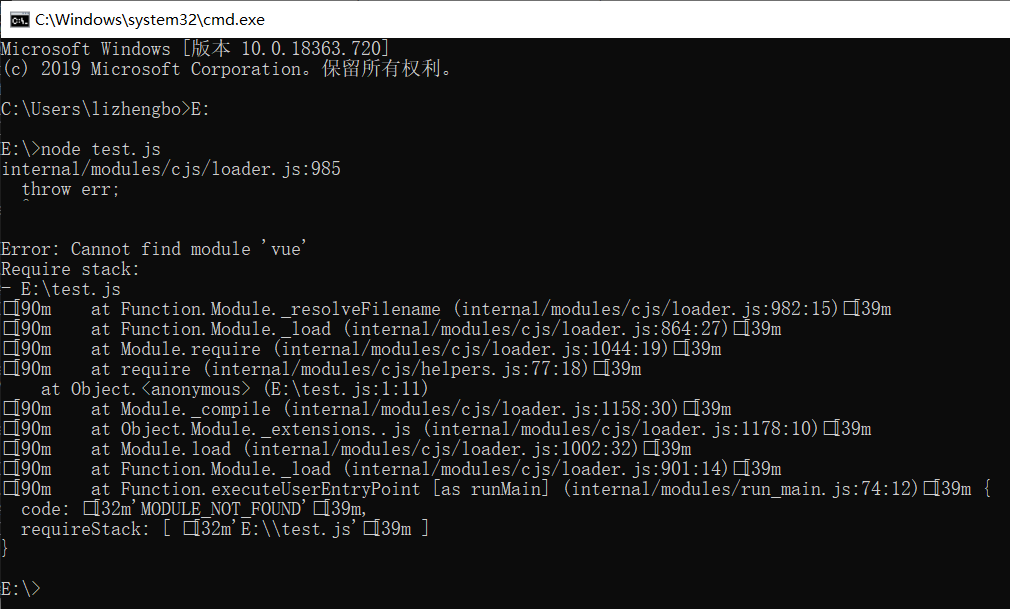 C:\Windows\system32\cmd.exe
Microsoft Windows [版本 10.0.18363.720]
(c) 2019 Microsoft Corporation。保留所有权利。
C:\Users\lizhengbo>E:
E:\>node test.js
internal/modules/cjs/loader.js:985
  throw err;
  ^
Error: Cannot find module 'vue'
Require stack:
- E:\test.js
□[90m    at Function.Module._resolveFilename (internal/modules/cjs/loader.js:982:15)□[39m
□[90m    at Function.Module._load (internal/modules/cjs/loader.js:864:27)□[39m
□[90m    at Module.require (internal/modules/cjs/loader.js:1044:19)□[39m
□[90m    at require (internal/modules/cjs/helpers.js:77:18)□[39m
    at Object.<anonymous> (E:\test.js:1:11)
□[90m    at Module._compile (internal/modules/cjs/loader.js:1158:30)□[39m
□[90m    at Object.Module._extensions..js (internal/modules/cjs/loader.js:1178:10)□[39m
□[90m    at Module.load (internal/modules/cjs/loader.js:1002:32)□[39m
□[90m    at Function.Module._load (internal/modules/cjs/loader.js:901:14)□[39m
□[90m    at Function.executeUserEntryPoint [as runMain] (internal/modules/run_main.js:74:12)□[39m {
  code: □[32m'MODULE_NOT_FOUND'□[39m,
  requireStack: [ □[32m'E:\\test.js'□[39m ]
}
E:\>